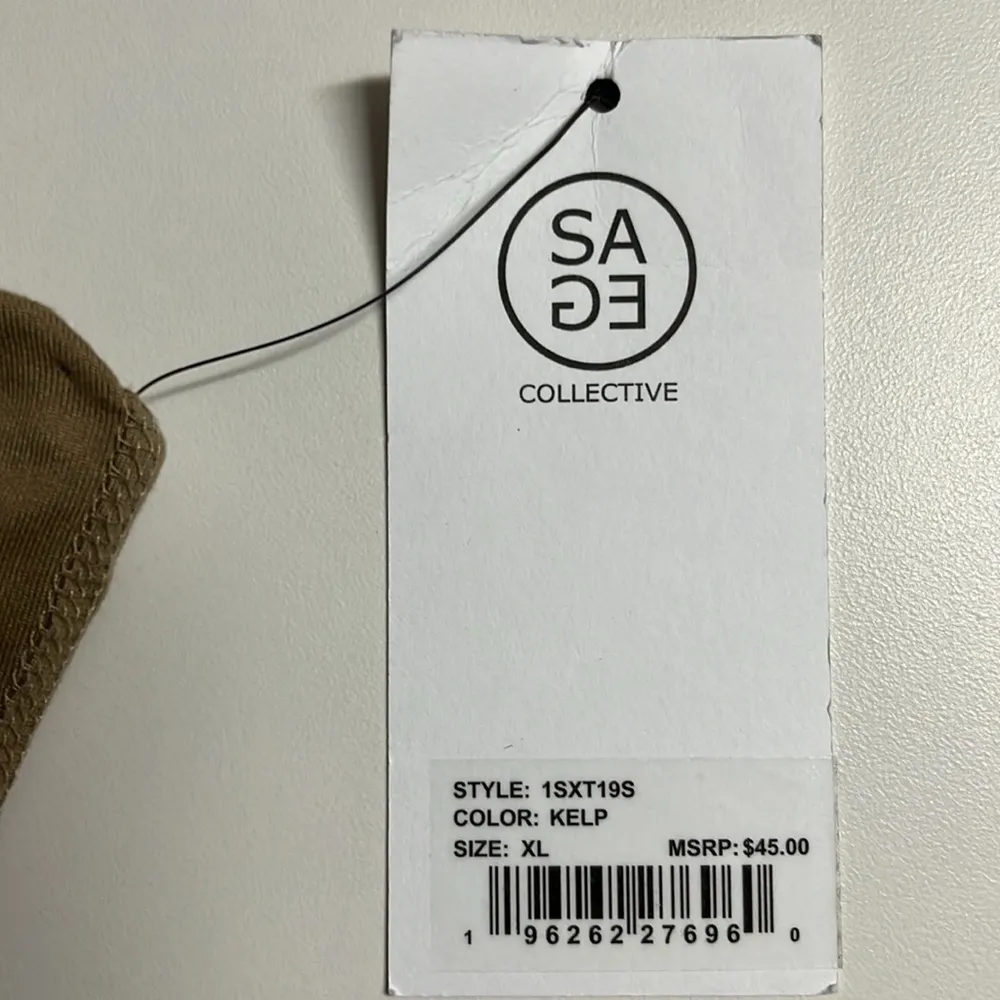 SA
GE
COLLECTIVE
STYLE: 1SXT19S
COLOR: KELP
SIZE: XL MSRP: $45.00
1 96262 27696 0